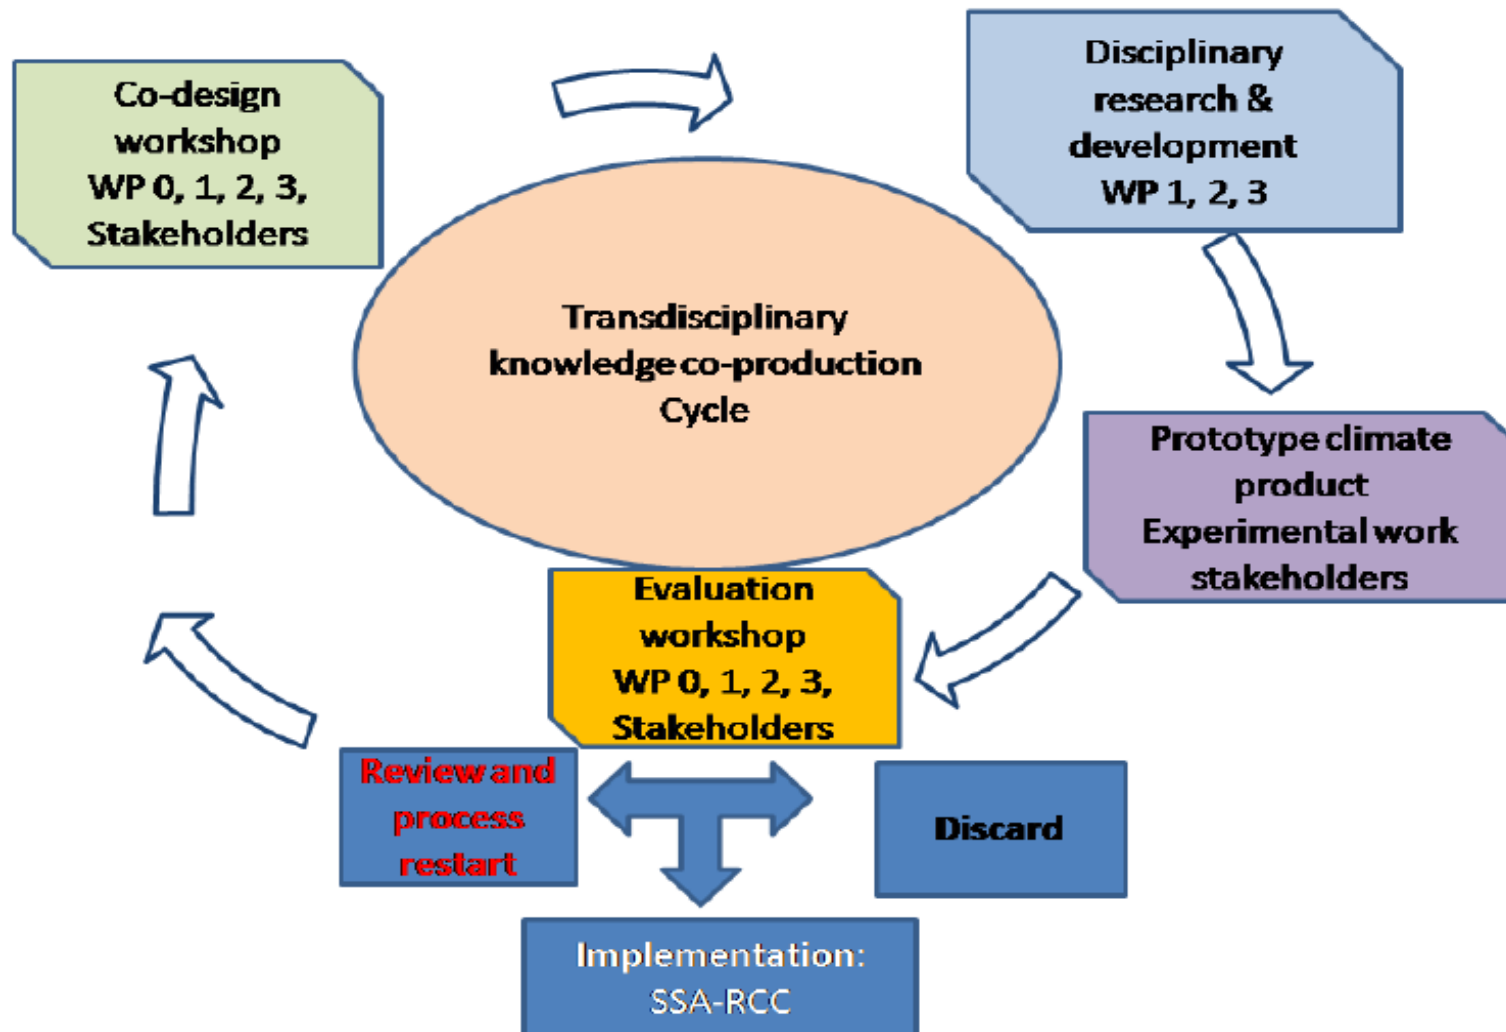 Co-design
workshop
WP 0, 1, 2, 3,
Stakeholders
Disciplinary
research &
development
WP 1, 2, 3
Transdisciplinary
knowledge co-production
Cycle
Prototype climate
product
Experimental work
stakeholders
Evaluation
workshop
WP 0, 1, 2, 3,
Stakeholders
Review and
process
restart
Discard
Implementation:
SSA-RCC